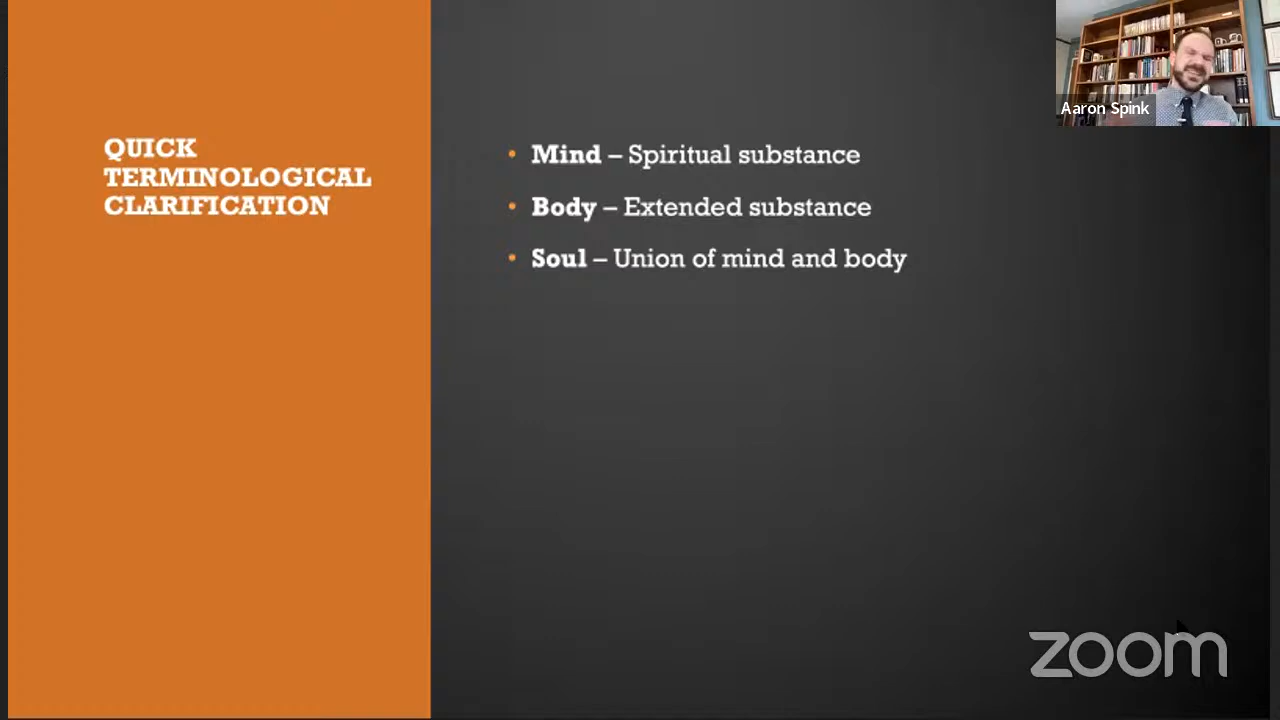 Aaron Spink
QUICK
TERMINOLOGICAL
CLARIFICATION
• Mind – Spiritual substance
• Body – Extended substance
• Soul – Union of mind and body
zoom